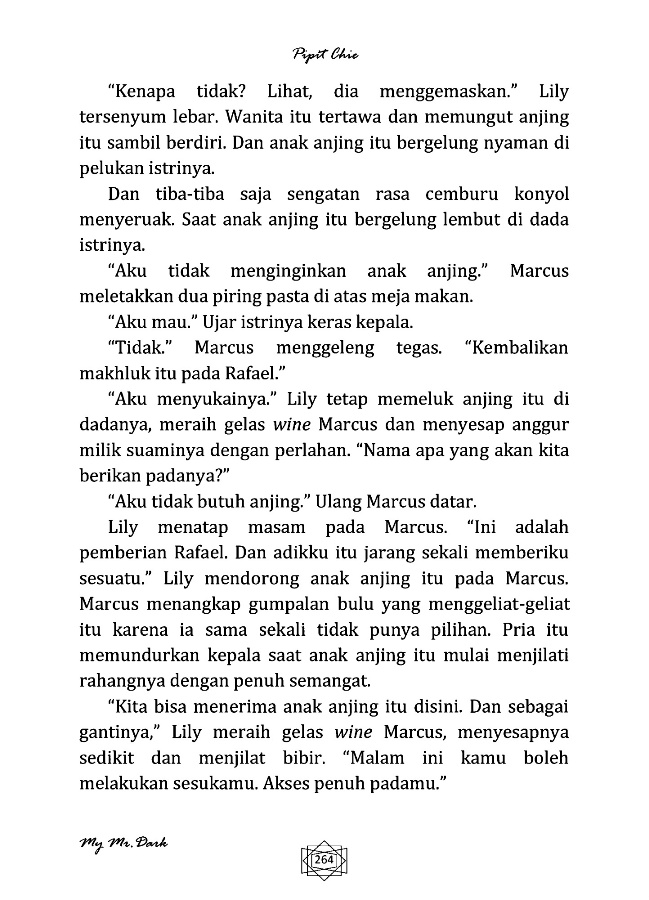 Pipit Chie
“Kenapa tidak? Lihat, dia menggemaskan.” Lily
tersenyum lebar. Wanita itu tertawa dan memungut anjing
itu sambil berdiri. Dan anak anjing itu bergelung nyaman di
pelukan istrinya.
Dan tiba-tiba saja sengatan rasa cemburu konyol
menyeruak. Saat anak anjing itu bergelung lembut di dada
istrinya.
“Aku tidak menginginkan anak anjing.” Marcus
meletakkan dua piring pasta di atas meja makan.
“Aku mau.” Ujar istrinya keras kepala.
“Tidak.” Marcus menggeleng tegas. “Kembalikan
makhluk itu pada Rafael.”
“Aku menyukainya.” Lily tetap memeluk anjing itu di
dadanya, meraih gelas wine Marcus dan menyesap anggur
milik suaminya dengan perlahan. “Nama apa yang akan kita
berikan padanya?”
“Aku tidak butuh anjing.” Ulang Marcus datar.
Lily menatap masam pada Marcus. “Ini adalah
pemberian Rafael. Dan adikku itu jarang sekali memberiku
sesuatu.” Lily mendorong anak anjing itu pada Marcus.
Marcus menangkap gumpalan bulu yang menggeliat-geliat
itu karena ia sama sekali tidak punya pilihan. Pria itu
memundurkan kepala saat anak anjing itu mulai menjilati
rahangnya dengan penuh semangat.
“Kita bisa menerima anak anjing itu disini. Dan sebagai
gantinya,” Lily meraih gelas wine Marcus, menyesapnya
sedikit dan menjilat bibir. “Malam ini kamu boleh
melakukan sesukamu. Akses penuh padamu.”
My Mr. Dark
264